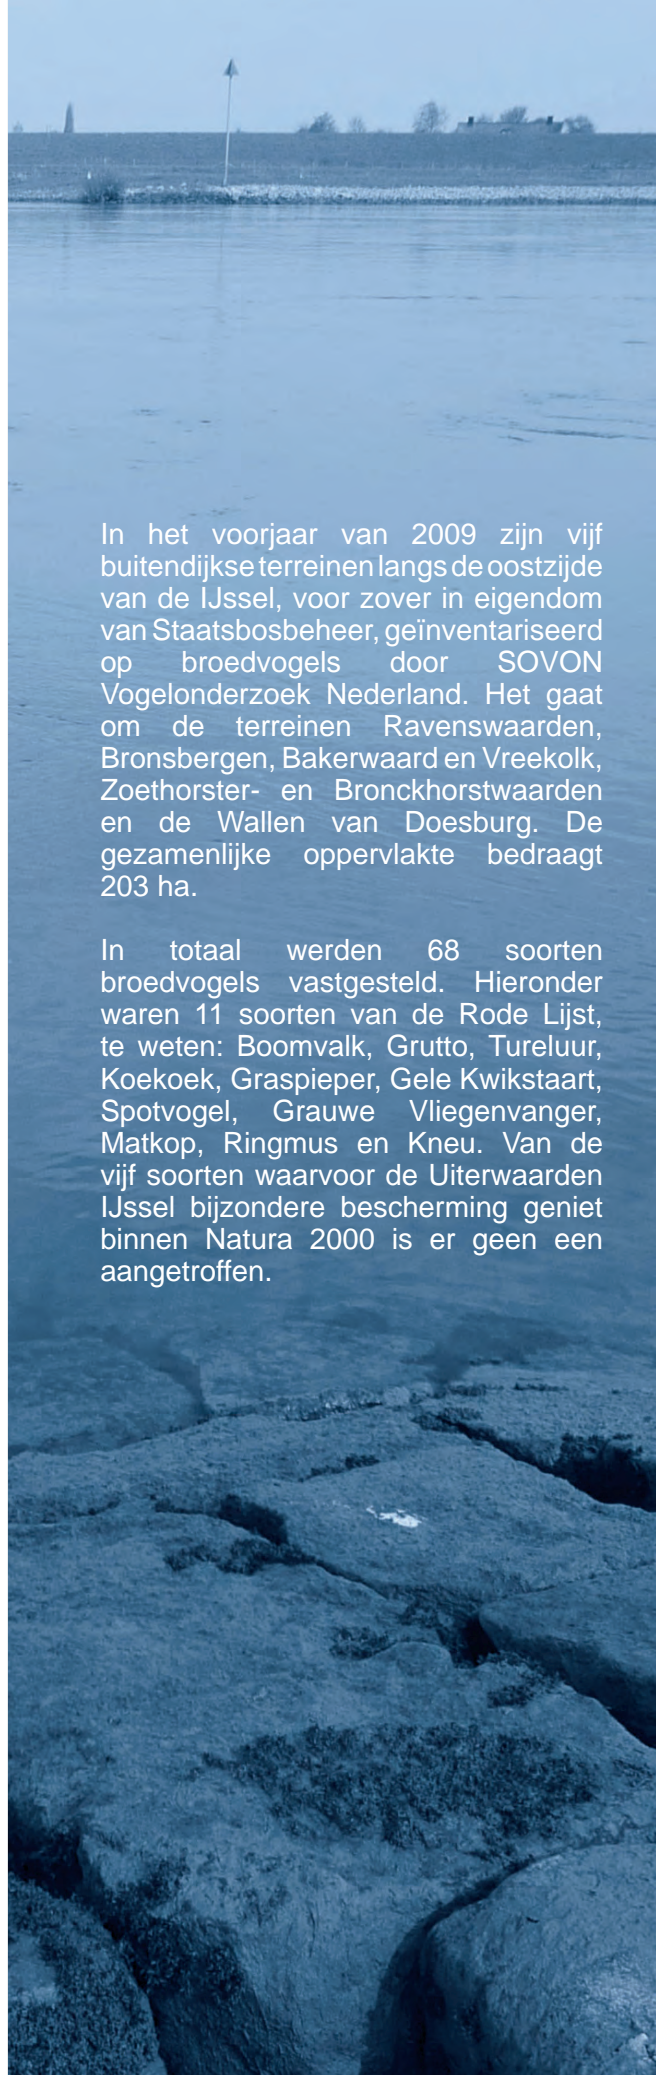 In het voorjaar van 2009 zijn vijf
buitendijkse terreinen langs de oostzijde
van de IJssel, voor zover in eigendom
van Staatsbosbeheer, geïnventariseerd
op broedvogels door SOVON
Vogelonderzoek Nederland. Het gaat
om de terreinen Ravenswaarden,
Bronsbergen, Bakerwaard en Vreekolk,
Zoethorster- en Bronckhorstwaarden
en de Wallen van Doesburg. De
gezamenlijke oppervlakte bedraagt
203 ha.

In totaal werden 68 soorten
broedvogels vastgesteld. Hieronder
waren 11 soorten van de Rode Lijst,
te weten: Boomvalk, Grutto, Tureluur,
Koekoek, Graspieper, Gele Kwikstaart,
Spotvogel, Grauwe Vliegenvanger,
Matkop, Ringmus en Kneu. Van de
vijf soorten waarvoor de Uiterwaarden
IJssel bijzondere bescherming geniet
binnen Natura 2000 is er geen een
aangetroffen.